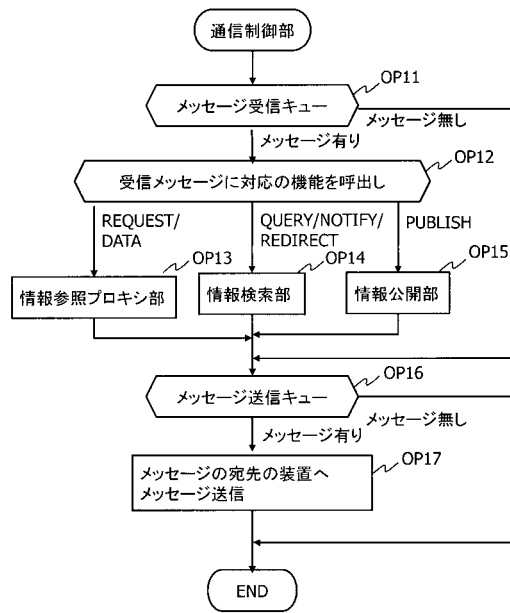 通信制御部
OP11
メッセージ受信キュー
メッセージ無し
メッセージ有り
OP12
受信メッセージに対応の機能を呼出し
REQUEST/
DATA
QUERY/NOTIFY/
REDIRECT
PUBLISH
OP13
OP14
OP15
情報参照プロキシ部
情報検索部
情報公開部
OP16
メッセージ送信キュー
メッセージ無し
メッセージ有り
OP17
メッセージの宛先の装置へ
メッセージ送信
END